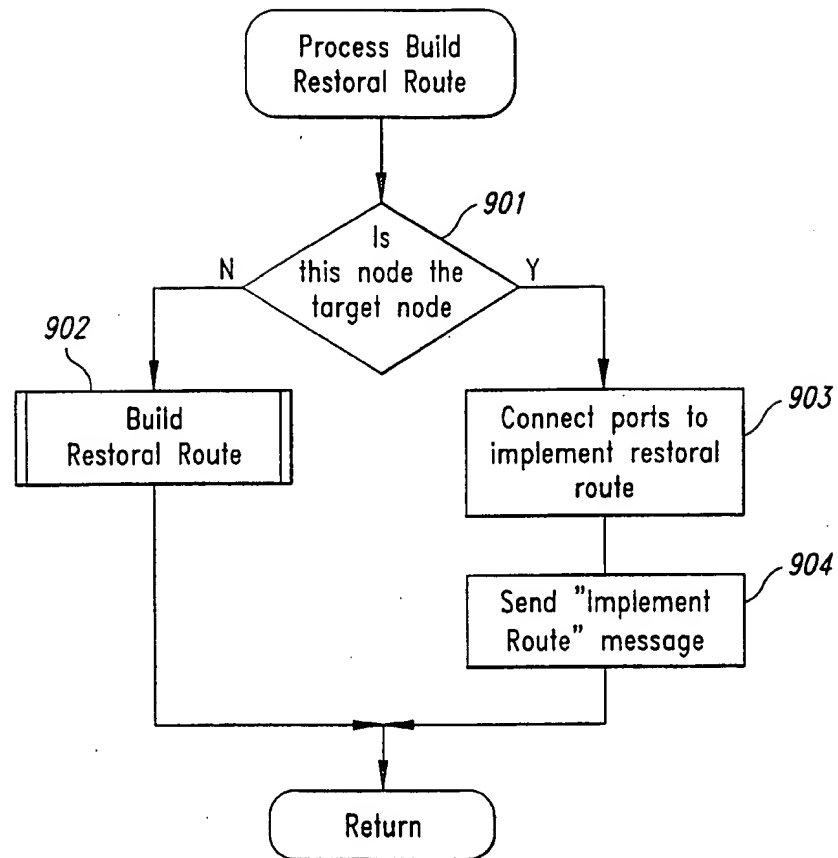 Process Build
Restoral Route
901
Is
this node the
target node
N
Y
902
Build
Restoral Route
903
Connect ports to
implement restoral
route
904
Send "Implement
Route" message
Return